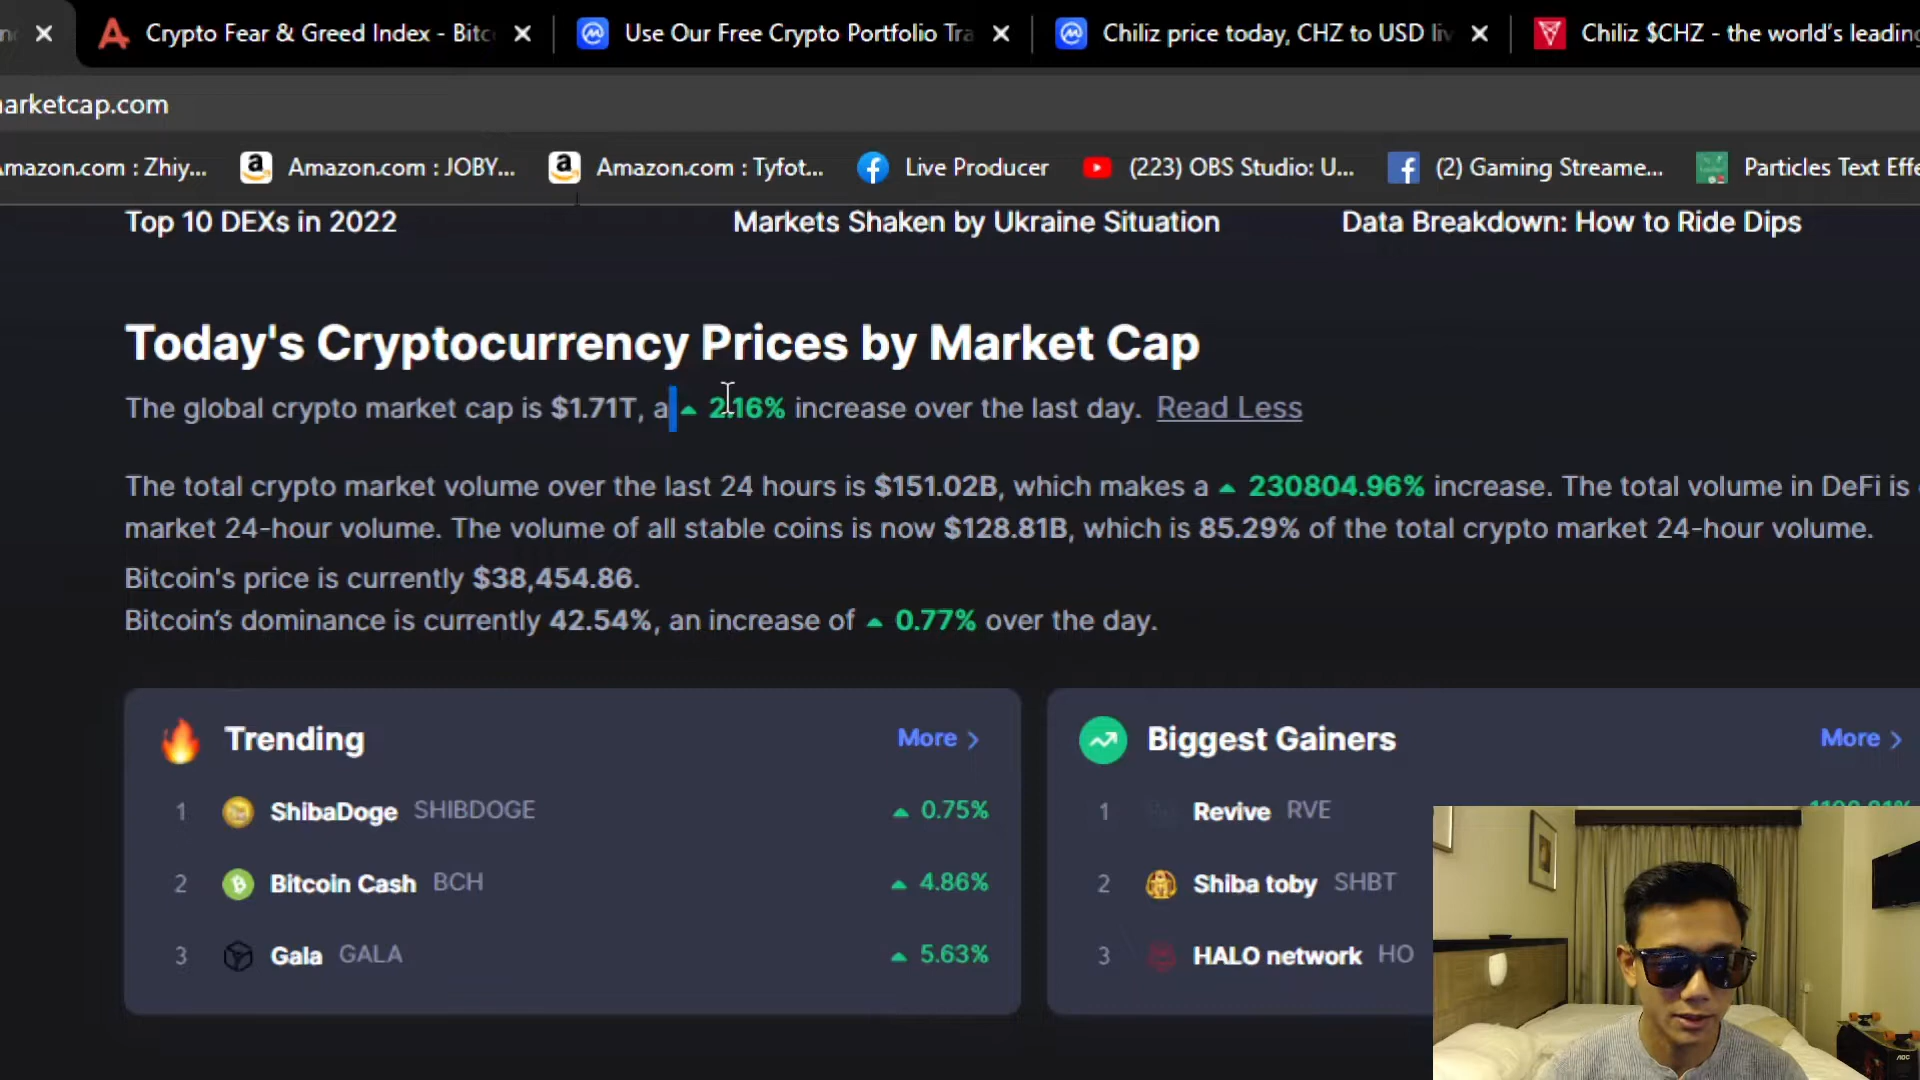 Crypto Fear & Greed Index - Bitc
Use Our Free Crypto Portfolio Tra
Chiliz price today, CHZ to USD liv
Chiliz $CHZ - the world's leading
arketcap.com
mazon.com : Zhiy...
Amazon.com : JOBY...
Amazon.com : Tyfot...
Live Producer
(223) OBS Studio: U...
(2) Gaming Streame...
Particles Text Effe
Top 10 DEXs in 2022
Markets Shaken by Ukraine Situation
Data Breakdown: How to Ride Dips
Today's Cryptocurrency Prices by Market Cap
The global crypto market cap is $1.71T, a 2.16% increase over the last day. Read Less
The total crypto market volume over the last 24 hours is $151.02B, which makes a 230804.96% increase. The total volume in DeFi is
market 24-hour volume. The volume of all stable coins is now $128.81B, which is 85.29% of the total crypto market 24-hour volume.
Bitcoin's price is currently $38,454.86.
Bitcoin's dominance is currently 42.54%, an increase of 0.77% over the day.
Trending More
1 ShibaDoge SHIBDOGE 0.75%
2 Bitcoin Cash BCH 4.86%
3 Gala GALA 5.63%
Biggest Gainers More
1 Revive RVE
2 Shiba toby SHBT
3 HALO network HO
AOC